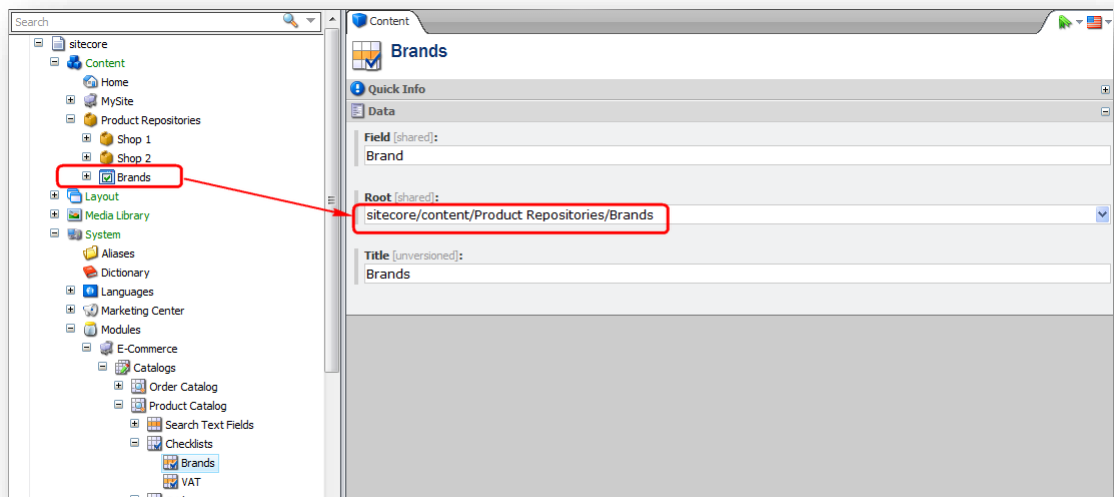 Search
sitecore
Content
Home
MySite
Product Repositories
Shop 1
Shop 2
Brands
Layout
Media Library
System
Aliases
Dictionary
Languages
Marketing Center
Modules
E-Commerce
Catalogs
Order Catalog
Product Catalog
Search Text Fields
Checklists
Brands
VAT
Content
Brands
Quick Info
Data
Field [shared]:
Brand
Root [shared]:
sitecore/content/Product Repositories/Brands
Title [unversioned]:
Brands